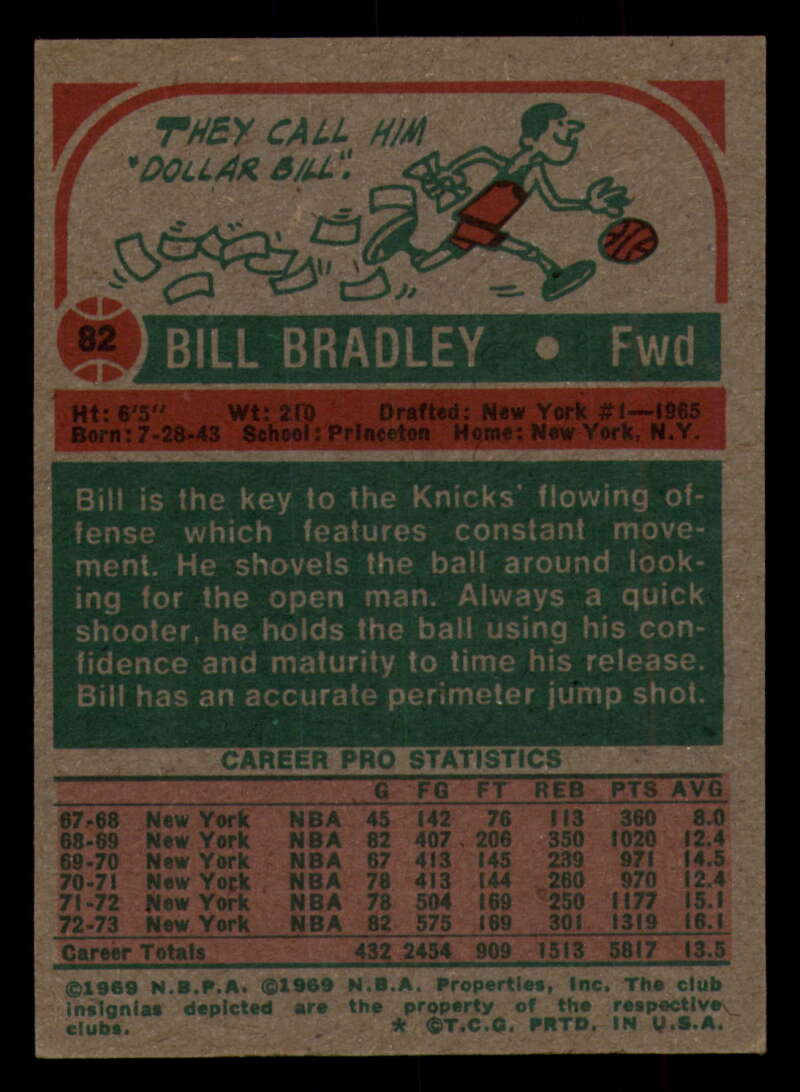 THEY CALL HIM
"DOLLAR BILL".
82 BILL BRADLEY • Fwd
Ht: 6'5" Wt: 210 Drafted: New York #1—1965
Born: 7-28-43 School: Princeton Home: New York, N.Y.
Bill is the key to the Knicks' flowing of-
fense which features constant move-
ment. He shovels the ball around look-
ing for the open man. Always a quick
shooter, he holds the ball using his con-
fidence and maturity to time his release.
Bill has an accurate perimeter jump shot.
CAREER PRO STATISTICS
G FG FT REB PTS AVG
67-68 New York NBA 45 142 76 113 360 8.0
68-69 New York NBA 82 407 206 350 1020 12.4
69-70 New York NBA 67 413 145 239 971 14.5
70-71 New York NBA 78 413 144 260 970 12.4
71-72 New York NBA 78 504 169 250 1177 15.1
72-73 New York NBA 82 575 169 301 1319 16.1
Career Totals 432 2454 909 1513 5817 13.5
©1969 N.B.P.A. ©1969 N.B.A. Properties, Inc. The club
insignias depicted are the property of the respective
clubs. * ©T.C.G. PRTD. IN U.S.A.